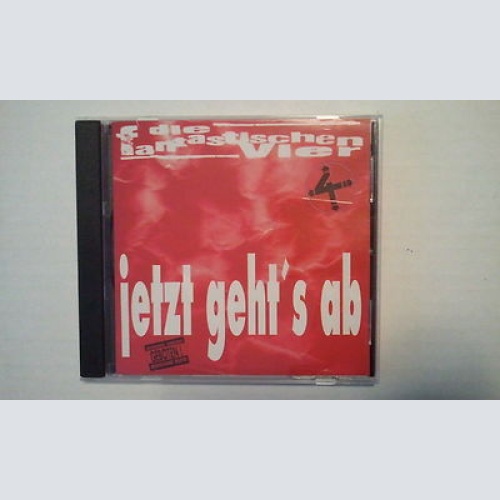 die
fantastischen
Vier
4
jetzt geht's ab